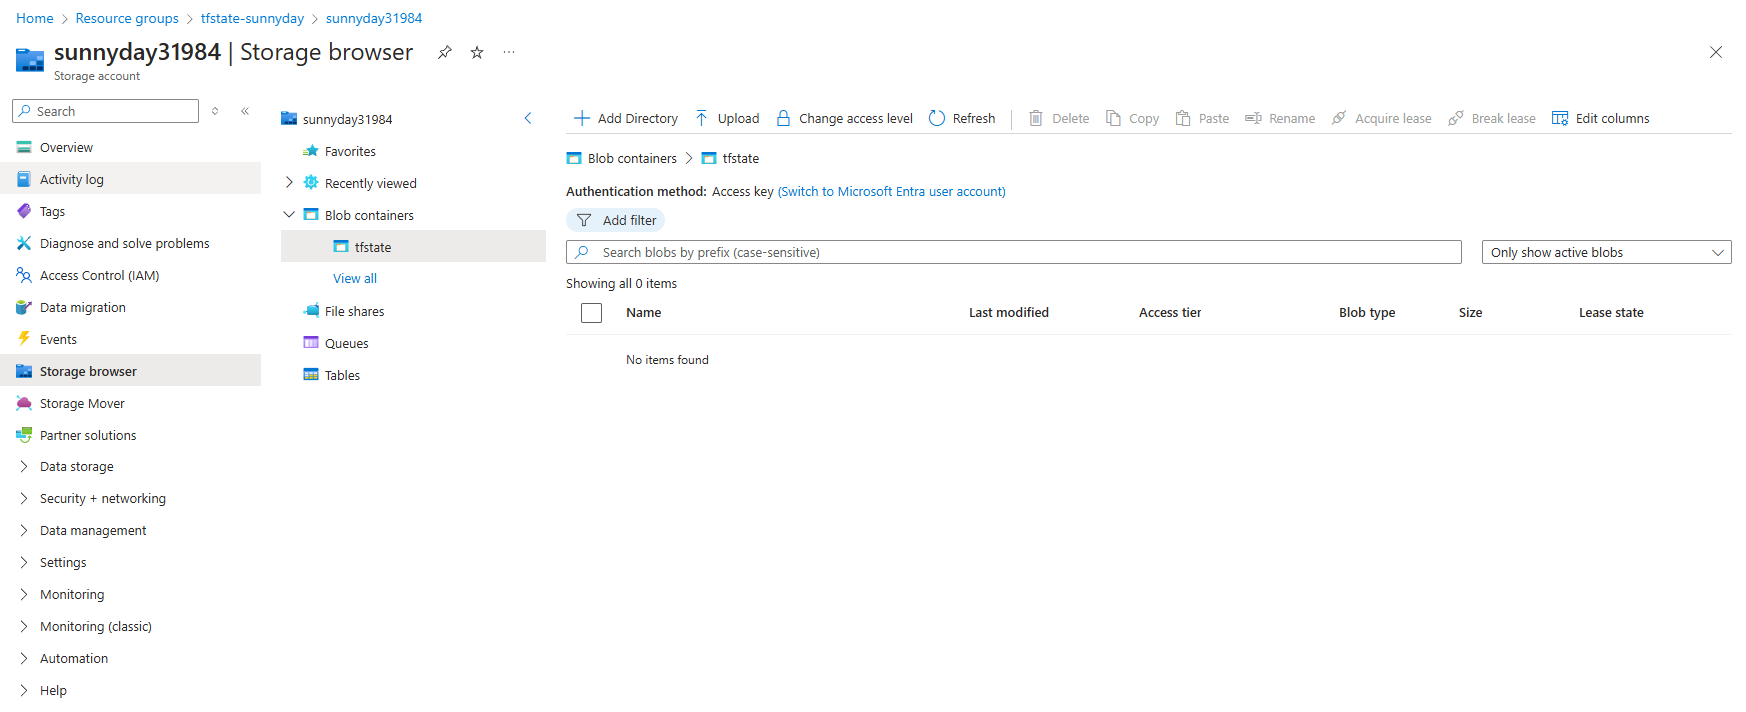 Home > Resource groups > tfstate-sunnyday > sunnyday31984
sunnyday31984 | Storage browser
Storage account
Search
Overview
Activity log
Tags
Diagnose and solve problems
Access Control (IAM)
Data migration
Events
Storage browser
Storage Mover
Partner solutions
Data storage
Security + networking
Data management
Settings
Monitoring
Monitoring (classic)
Automation
Help
sunnyday31984
Favorites
Recently viewed
Blob containers
tfstate
View all
File shares
Queues
Tables
Add Directory Upload Change access level Refresh Delete Copy Paste Rename Acquire lease Break lease Edit columns
Blob containers > tfstate
Authentication method: Access key (Switch to Microsoft Entra user account)
Add filter
Search blobs by prefix (case-sensitive) Only show active blobs
Showing all 0 items
Name Last modified Access tier Blob type Size Lease state
No items found